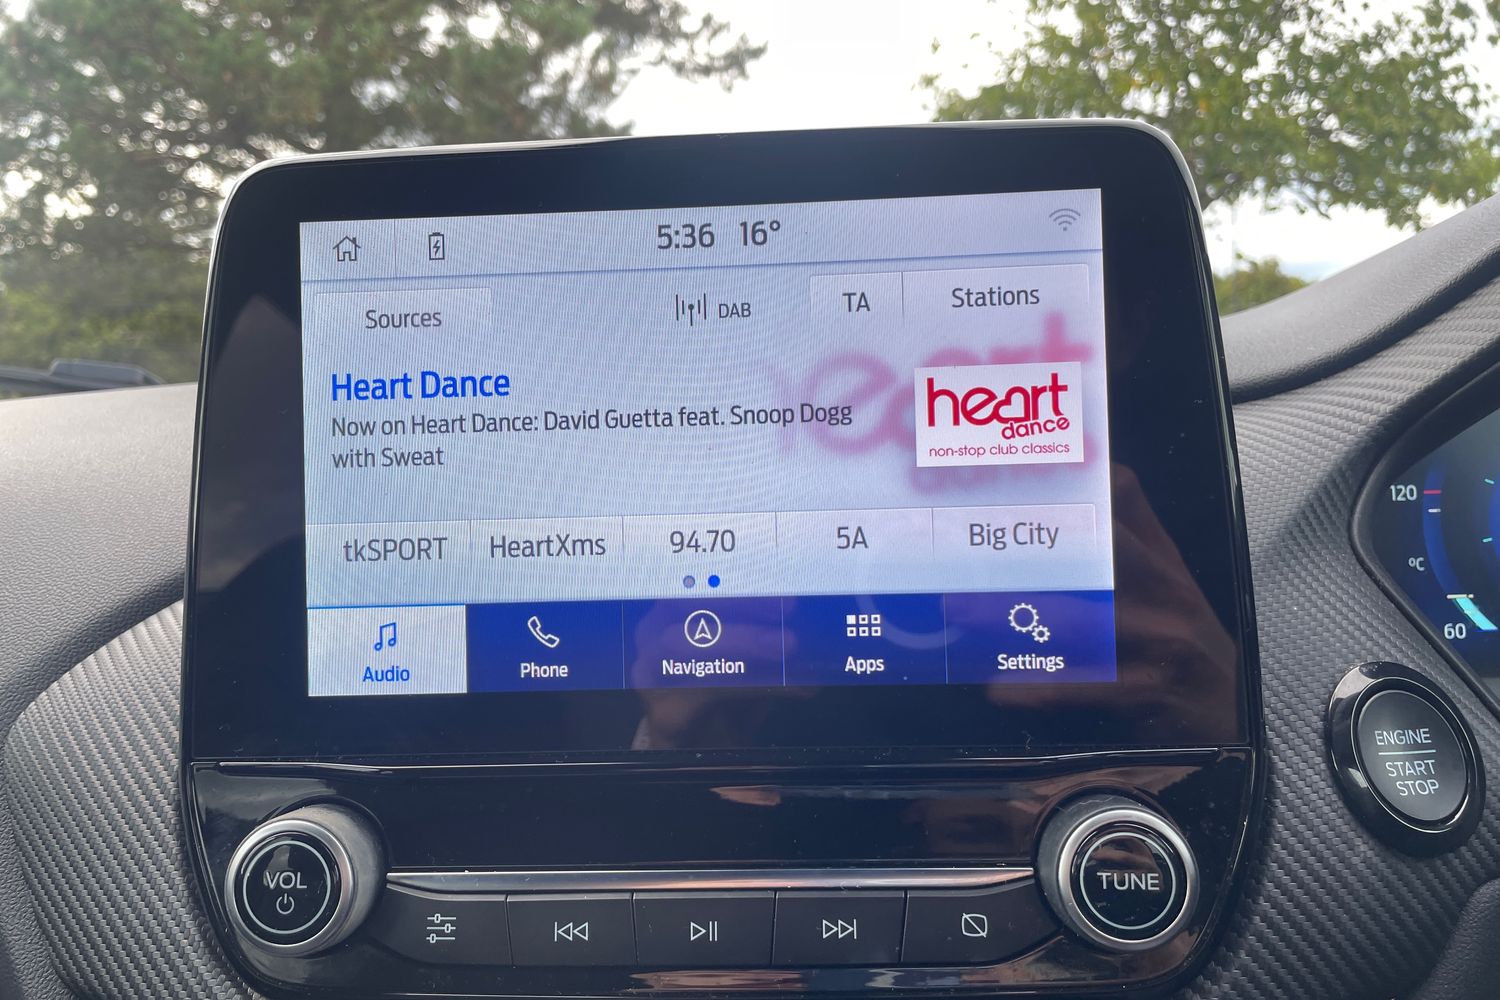 5:36 16°
Sources
DAB
TA
Stations
Heart Dance
Now on Heart Dance: David Guetta feat. Snoop Dogg
with Sweat
heart
dance
non-stop club classics
tkSPORT
HeartXms
94.70
5A
Big City
Audio
Phone
Navigation
Apps
Settings
120
°C
60
ENGINE
START
STOP
VOL
TUNE